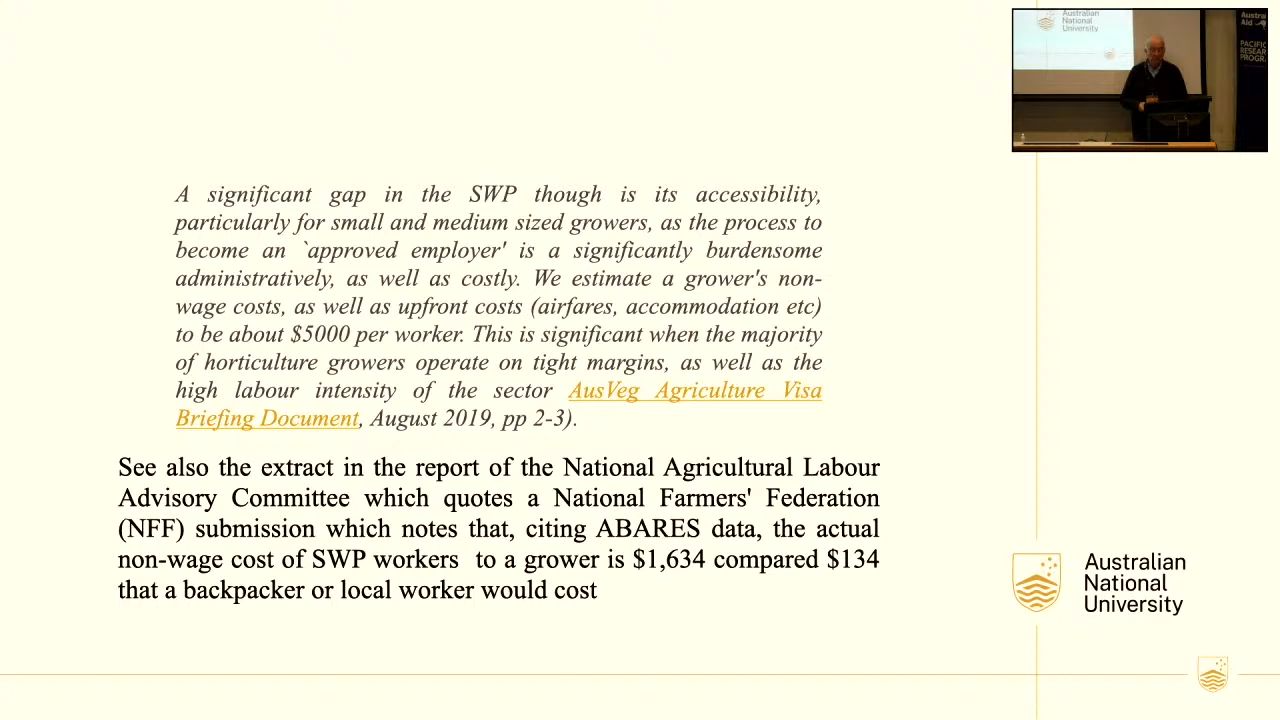 A significant gap in the SWP though is its accessibility,
particularly for small and medium sized growers, as the process to
become an `approved employer' is a significantly burdensome
administratively, as well as costly. We estimate a grower's non-
wage costs, as well as upfront costs (airfares, accommodation etc)
to be about $5000 per worker. This is significant when the majority
of horticulture growers operate on tight margins, as well as the
high labour intensity of the sector AusVeg Agriculture Visa
Briefing Document, August 2019, pp 2-3).
See also the extract in the report of the National Agricultural Labour
Advisory Committee which quotes a National Farmers' Federation
(NFF) submission which notes that, citing ABARES data, the actual
non-wage cost of SWP workers to a grower is $1,634 compared $134
that a backpacker or local worker would cost
Australian
National
University
Australian
National
University
Aid
PACIFIC